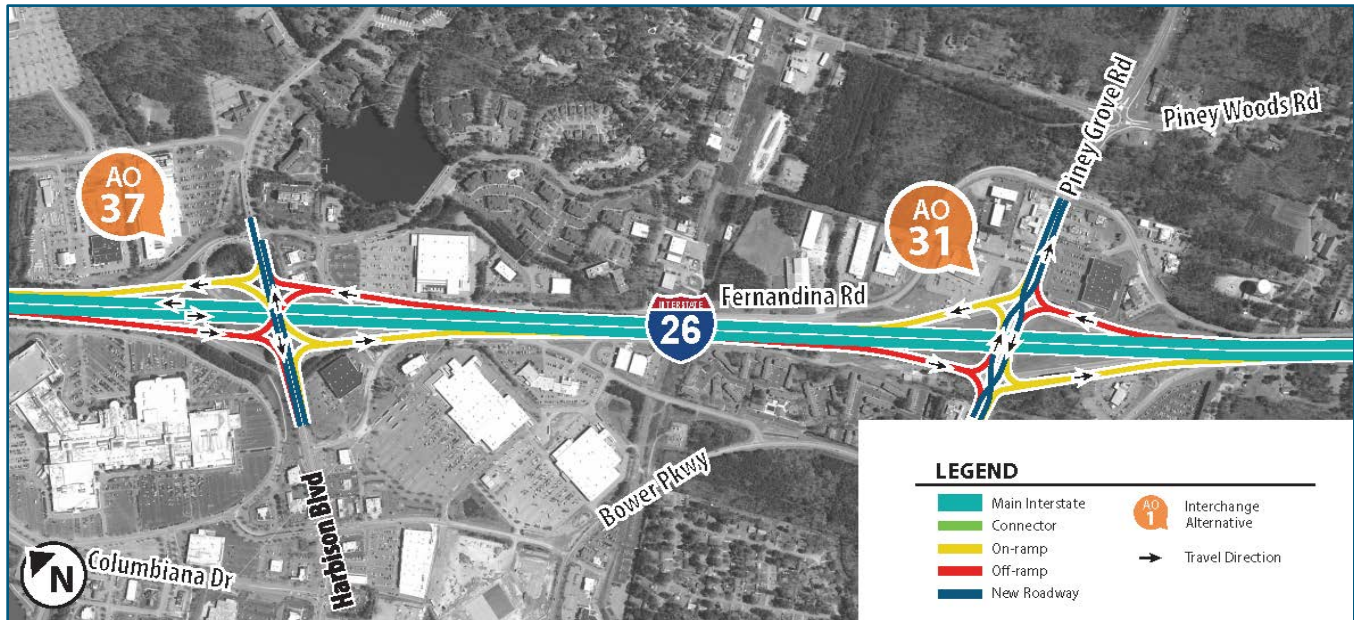 Piney Grove Rd
Piney Woods Rd
AO
37
AO
31
Fernandina Rd
INTERSTATE
26
Bower Pkwy
Harbison Blvd
Columbiana Dr
N
LEGEND
Main Interstate
Connector
On-ramp
Off-ramp
New Roadway
AO
1
Interchange
Alternative
Travel Direction